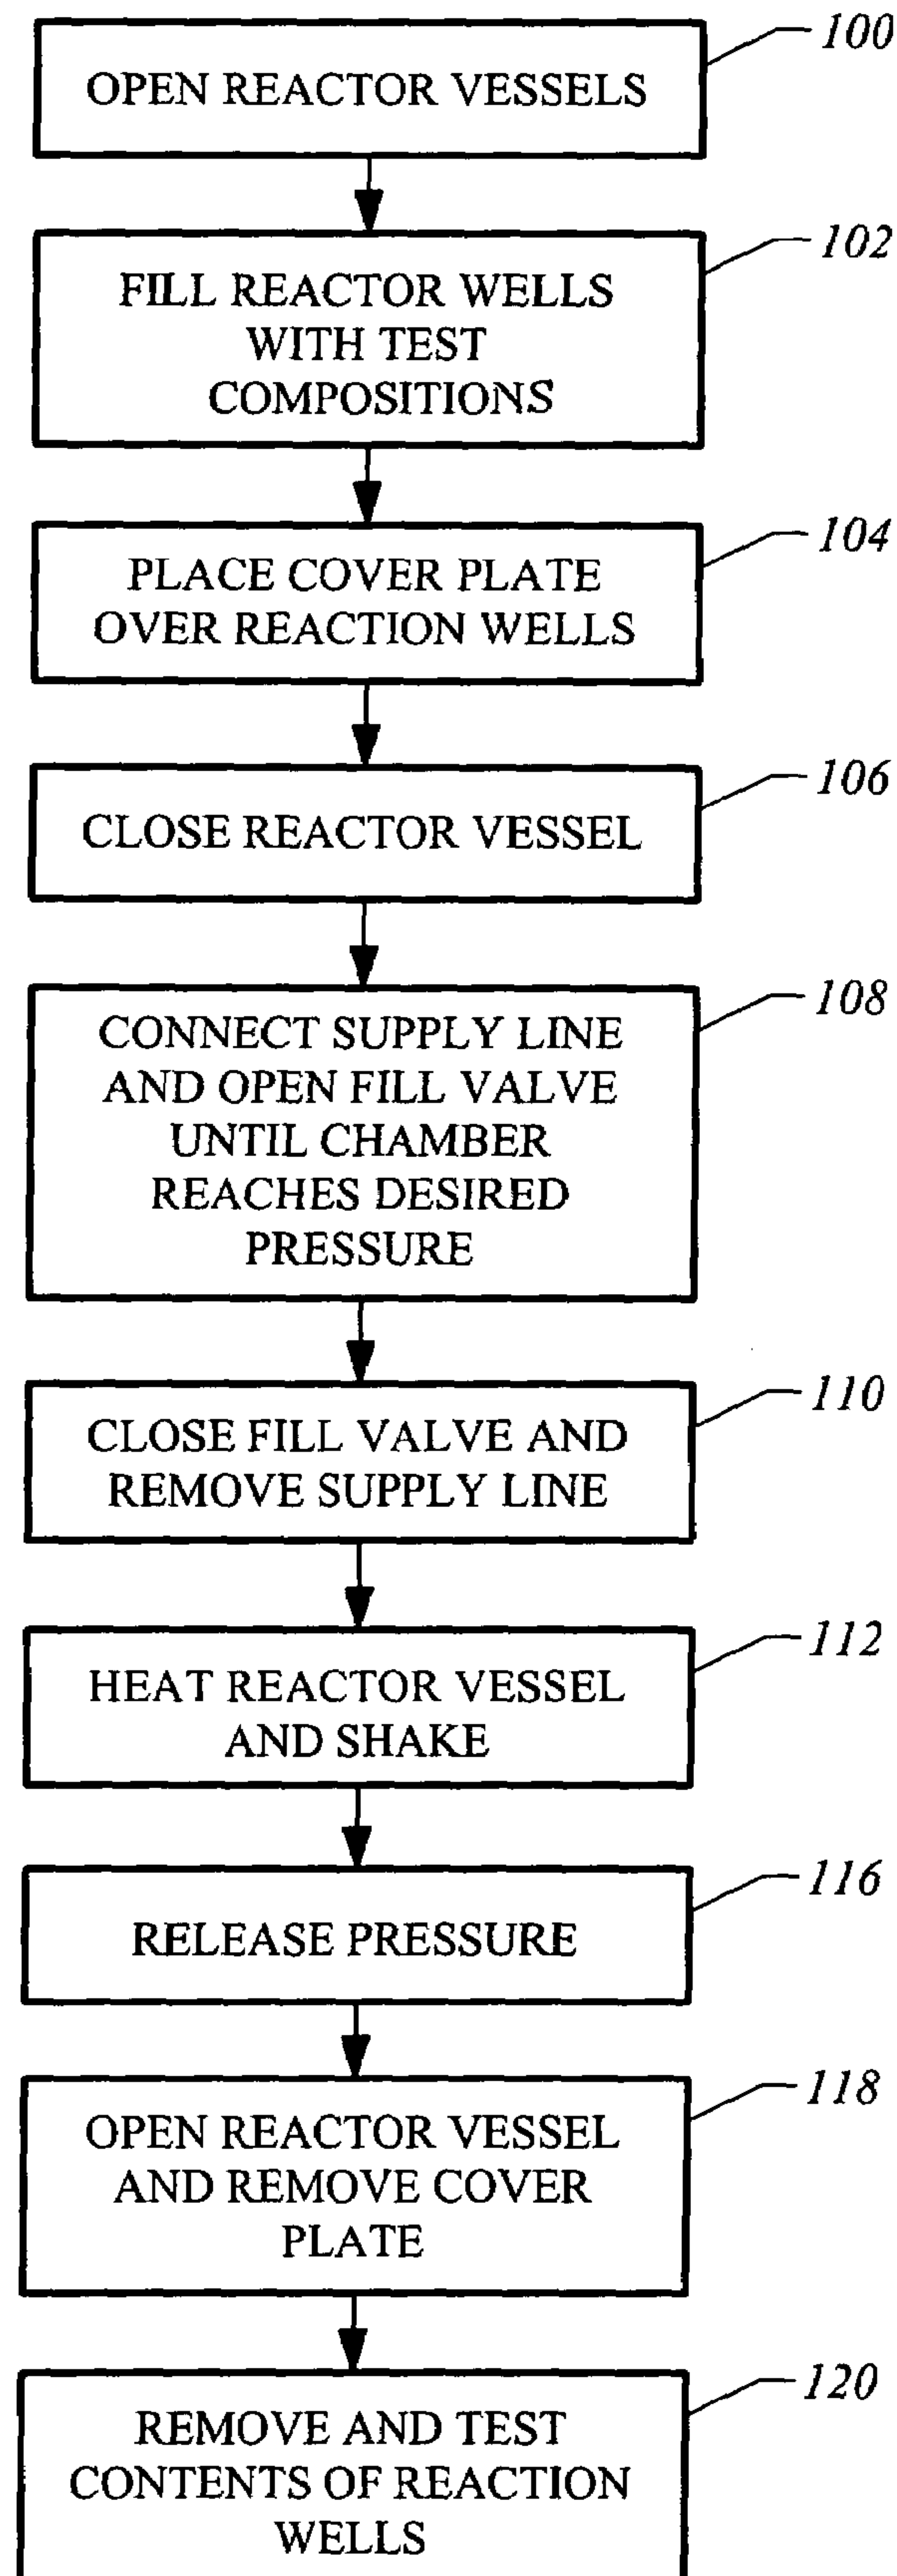 100
OPEN REACTOR VESSELS
102
FILL REACTOR WELLS
WITH TEST
COMPOSITIONS
104
PLACE COVER PLATE
OVER REACTION WELLS
106
CLOSE REACTOR VESSEL
108
CONNECT SUPPLY LINE
AND OPEN FILL VALVE
UNTIL CHAMBER
REACHES DESIRED
PRESSURE
110
CLOSE FILL VALVE AND
REMOVE SUPPLY LINE
112
HEAT REACTOR VESSEL
AND SHAKE
116
RELEASE PRESSURE
118
OPEN REACTOR VESSEL
AND REMOVE COVER
PLATE
120
REMOVE AND TEST
CONTENTS OF REACTION
WELLS